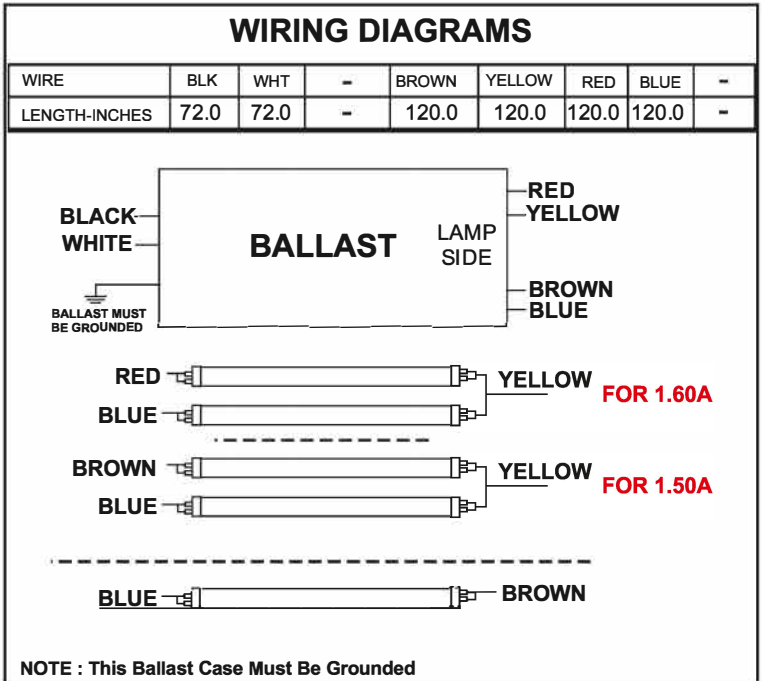 WIRING DIAGRAMS
WIRE BLK WHT - BROWN YELLOW RED BLUE -
LENGTH-INCHES 72.0 72.0 - 120.0 120.0 120.0 120.0 -
RED
BLACK YELLOW
WHITE BALLAST LAMP
SIDE
BROWN
BALLAST MUST BLUE
BE GROUNDED
RED YELLOW FOR 1.60A
BLUE
BROWN YELLOW FOR 1.50A
BLUE
BLUE BROWN
NOTE : This Ballast Case Must Be Grounded